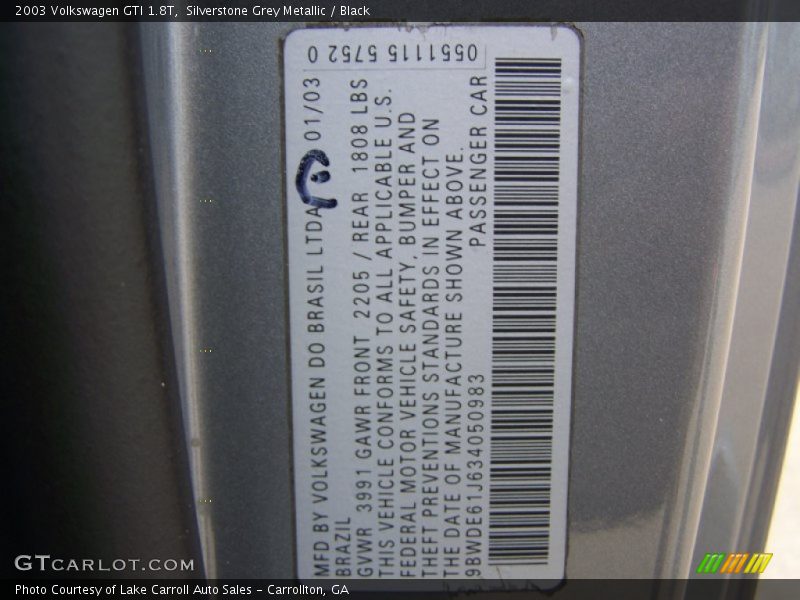 2003 Volkswagen GTI 1.8T, Silverstone Grey Metallic / Black
0551115 5752 0
MFD BY VOLKSWAGEN DO BRASIL LTDA 01/03
BRAZIL
GVWR 3991 GAWR FRONT 2205 / REAR 1808 LBS
THIS VEHICLE CONFORMS TO ALL APPLICABLE U.S.
FEDERAL MOTOR VEHICLE SAFETY, BUMPER AND
THEFT PREVENTIONS STANDARDS IN EFFECT ON
THE DATE OF MANUFACTURE SHOWN ABOVE.
9BWDE61J634050983 PASSENGER CAR
GTCARLOT.COM
Photo Courtesy of Lake Carroll Auto Sales - Carrollton, GA